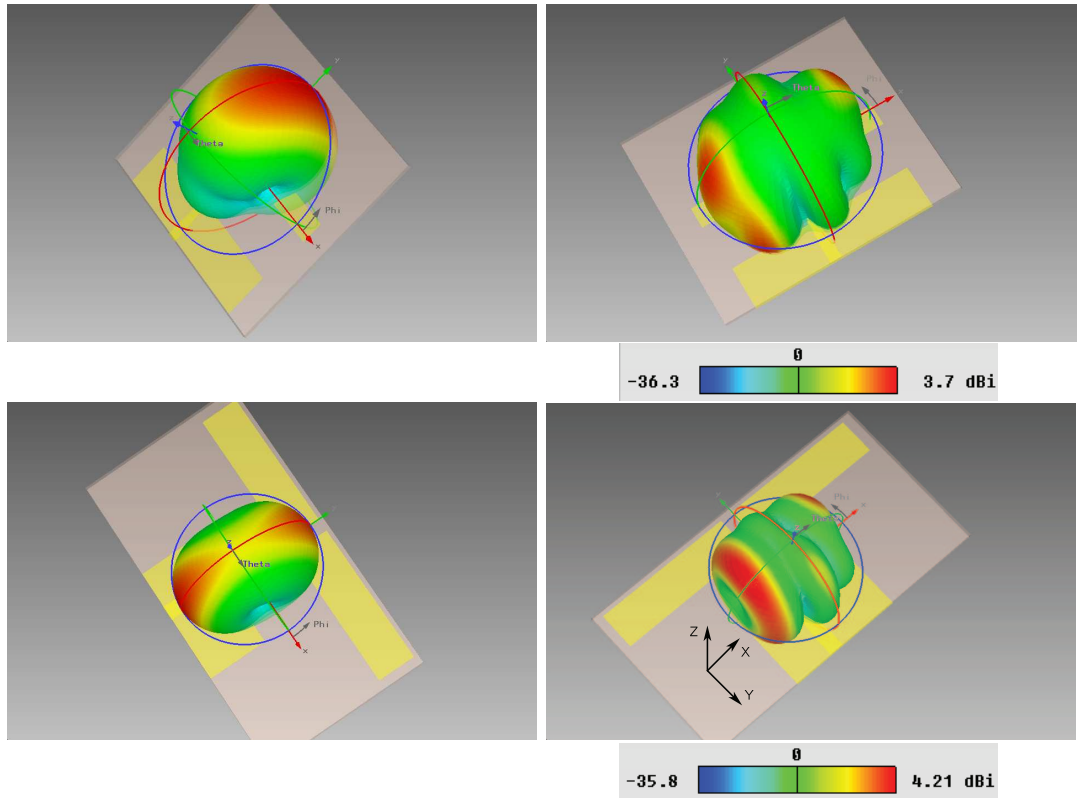 y
z
Theta
Phi
x
y
z
Theta
Phi
x
0
-36.3 3.7 dBi
z
Theta
Phi
x
Phi
x
Z
X
Y
0
-35.8 4.21 dBi